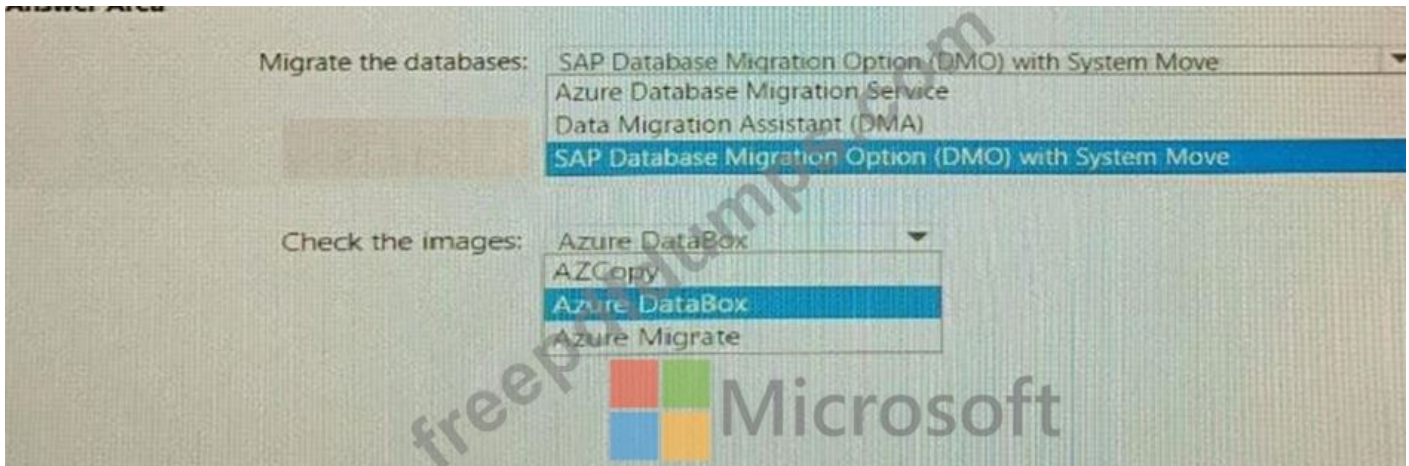 Answer Area
Migrate the databases: SAP Database Migration Option (DMO) with System Move
Azure Database Migration Service
Data Migration Assistant (DMA)
SAP Database Migration Option (DMO) with System Move
Check the images: Azure DataBox
AZCopy
Azure DataBox
Azure Migrate
freepdfdumps.com
Microsoft